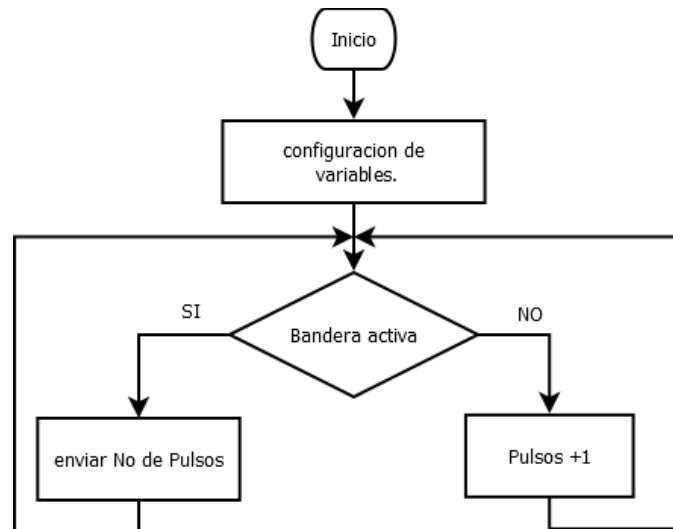 Inicio
configuracion de
variables.
SI
NO
Bandera activa
enviar No de Pulsos
Pulsos +1